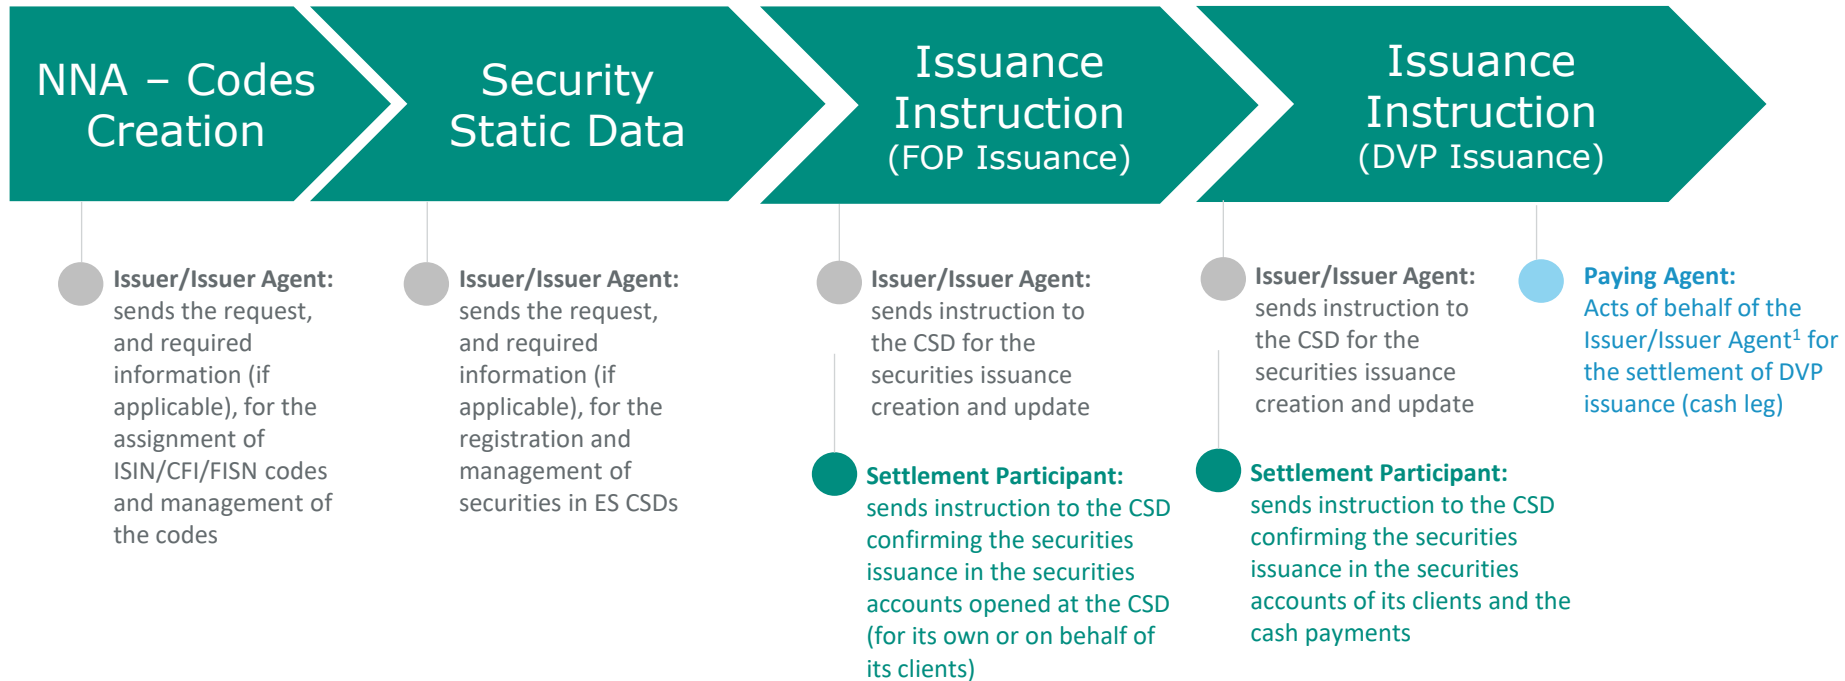 NNA – Codes
Creation
Security
Static Data
Issuance
Instruction
(FOP Issuance)
Issuance
Instruction
(DVP Issuance)
Issuer/Issuer Agent:
sends the request,
and required
information (if
applicable), for the
assignment of
ISIN/CFI/FISN codes
and management of
the codes
Issuer/Issuer Agent:
sends the request,
and required
information (if
applicable), for the
registration and
management of
securities in ES CSDs
Issuer/Issuer Agent:
sends instruction to
the CSD for the
securities issuance
creation and update
Settlement Participant:
sends instruction to the CSD
confirming the securities
issuance in the securities
accounts opened at the CSD
(for its own or on behalf of
its clients)
Issuer/Issuer Agent:
sends instruction to
the CSD for the
securities issuance
creation and update
Settlement Participant:
sends instruction to the CSD
confirming the securities
issuance in the securities
accounts of its clients and the
cash payments
Paying Agent:
Acts of behalf of the
Issuer/Issuer Agent¹ for
the settlement of DVP
issuance (cash leg)